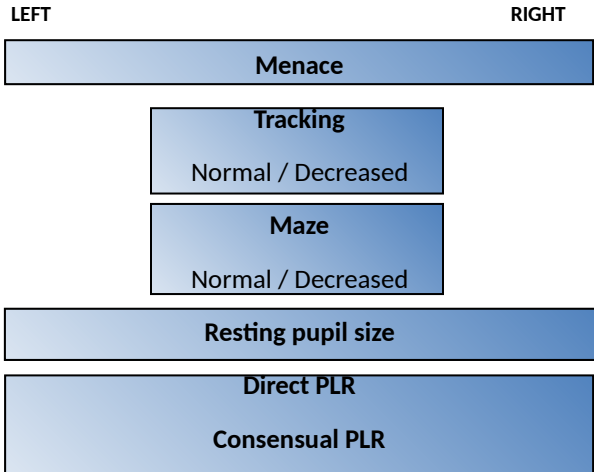 LEFT RIGHT
Menace
Tracking
Normal / Decreased
Maze
Normal / Decreased
Resting pupil size
Direct PLR
Consensual PLR